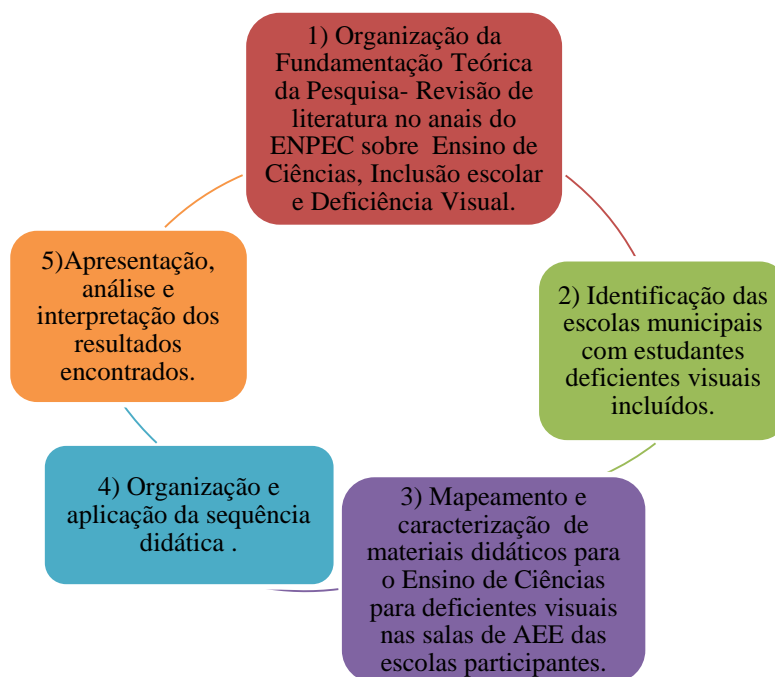 1) Organização da
Fundamentação Teórica
da Pesquisa- Revisão de
literatura no anais do
ENPEC sobre Ensino de
Ciências, Inclusão escolar
e Deficiência Visual.
2) Identificação das
escolas municipais
com estudantes
deficientes visuais
incluídos.
3) Mapeamento e
caracterização de
materiais didáticos para
o Ensino de Ciências
para deficientes visuais
nas salas de AEE das
escolas participantes.
4) Organização e
aplicação da sequência
didática .
5)Apresentação,
análise e
interpretação dos
resultados
encontrados.